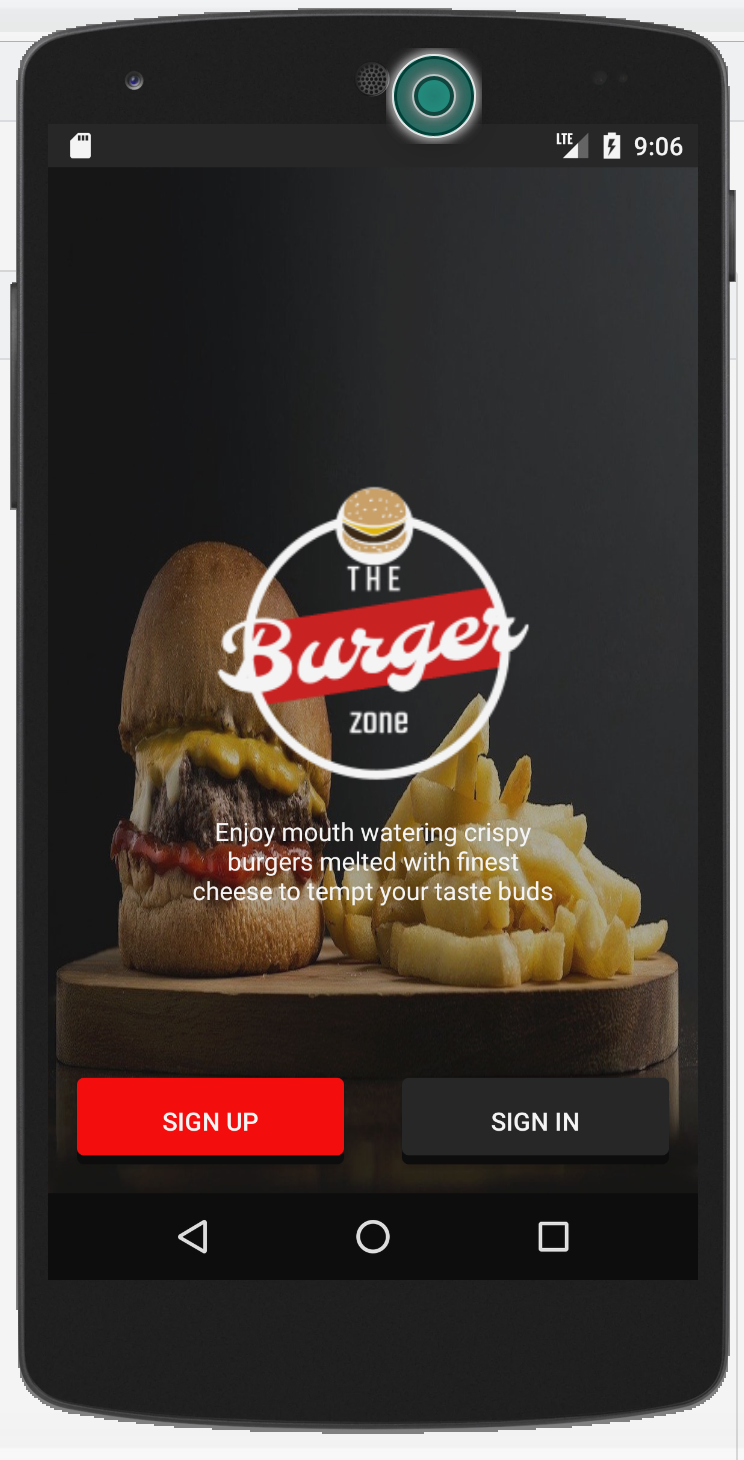 LTE 9:06
THE
Burger
zone
Enjoy mouth watering crispy
burgers melted with finest
cheese to tempt your taste buds
SIGN UP SIGN IN